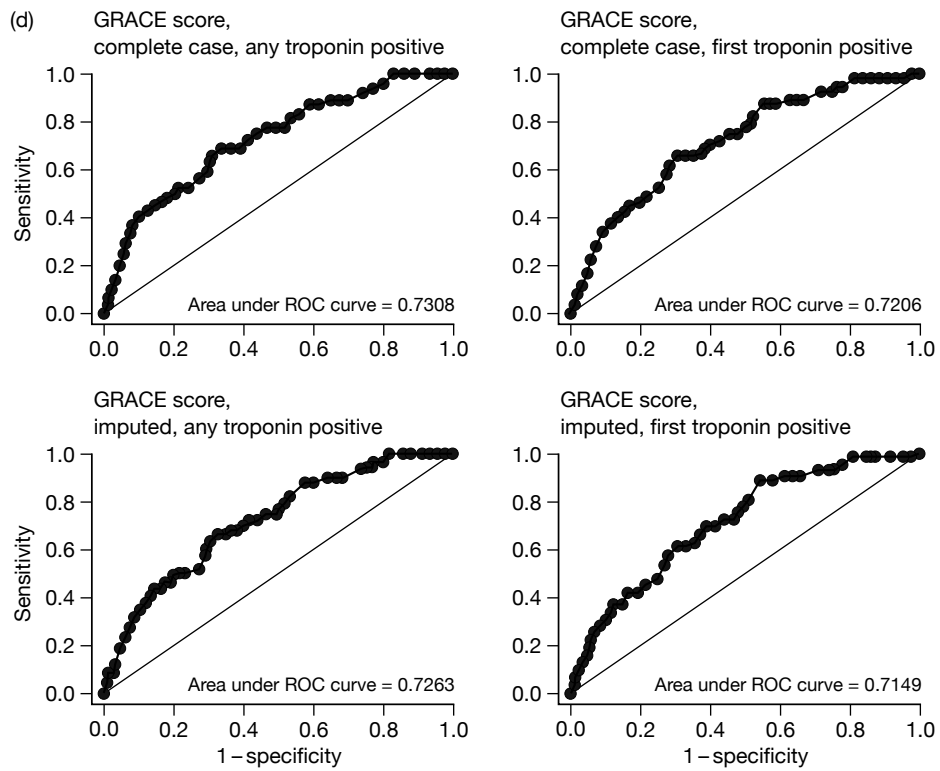 (d)
GRACE score,
complete case, any troponin positive
1.0
0.8
0.6
0.4
0.2
0.0
Sensitivity
Area under ROC curve = 0.7308
0.0 0.2 0.4 0.6 0.8 1.0
GRACE score,
complete case, first troponin positive
1.0
0.8
0.6
0.4
0.2
0.0
Area under ROC curve = 0.7206
0.0 0.2 0.4 0.6 0.8 1.0
GRACE score,
imputed, any troponin positive
1.0
0.8
0.6
0.4
0.2
0.0
Sensitivity
Area under ROC curve = 0.7263
0.0 0.2 0.4 0.6 0.8 1.0
1 – specificity
GRACE score,
imputed, first troponin positive
1.0
0.8
0.6
0.4
0.2
0.0
Area under ROC curve = 0.7149
0.0 0.2 0.4 0.6 0.8 1.0
1 – specificity